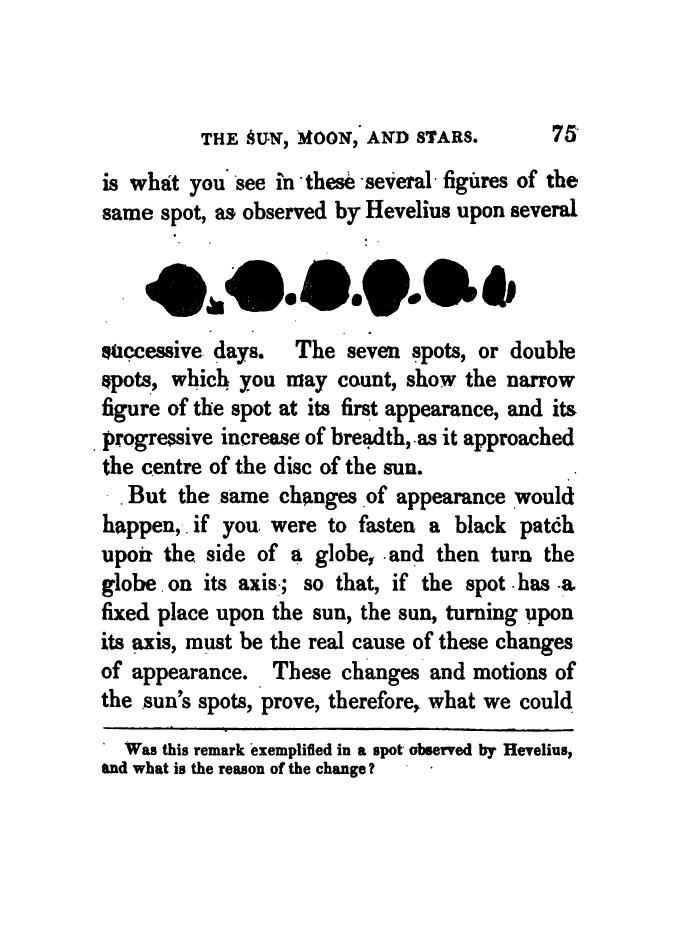 THE SUN, MOON, AND STARS. 75
is what you see in these several figures of the
same spot, as observed by Hevelius upon several
successive days. The seven spots, or double
spots, which you may count, show the narrow
figure of the spot at its first appearance, and its
progressive increase of breadth, as it approached
the centre of the disc of the sun.
But the same changes of appearance would
happen, if you were to fasten a black patch
upon the side of a globe, and then turn the
globe on its axis; so that, if the spot has a
fixed place upon the sun, the sun, turning upon
its axis, must be the real cause of these changes
of appearance. These changes and motions of
the sun's spots, prove, therefore, what we could
Was this remark exemplified in a spot observed by Hevelius,
and what is the reason of the change?